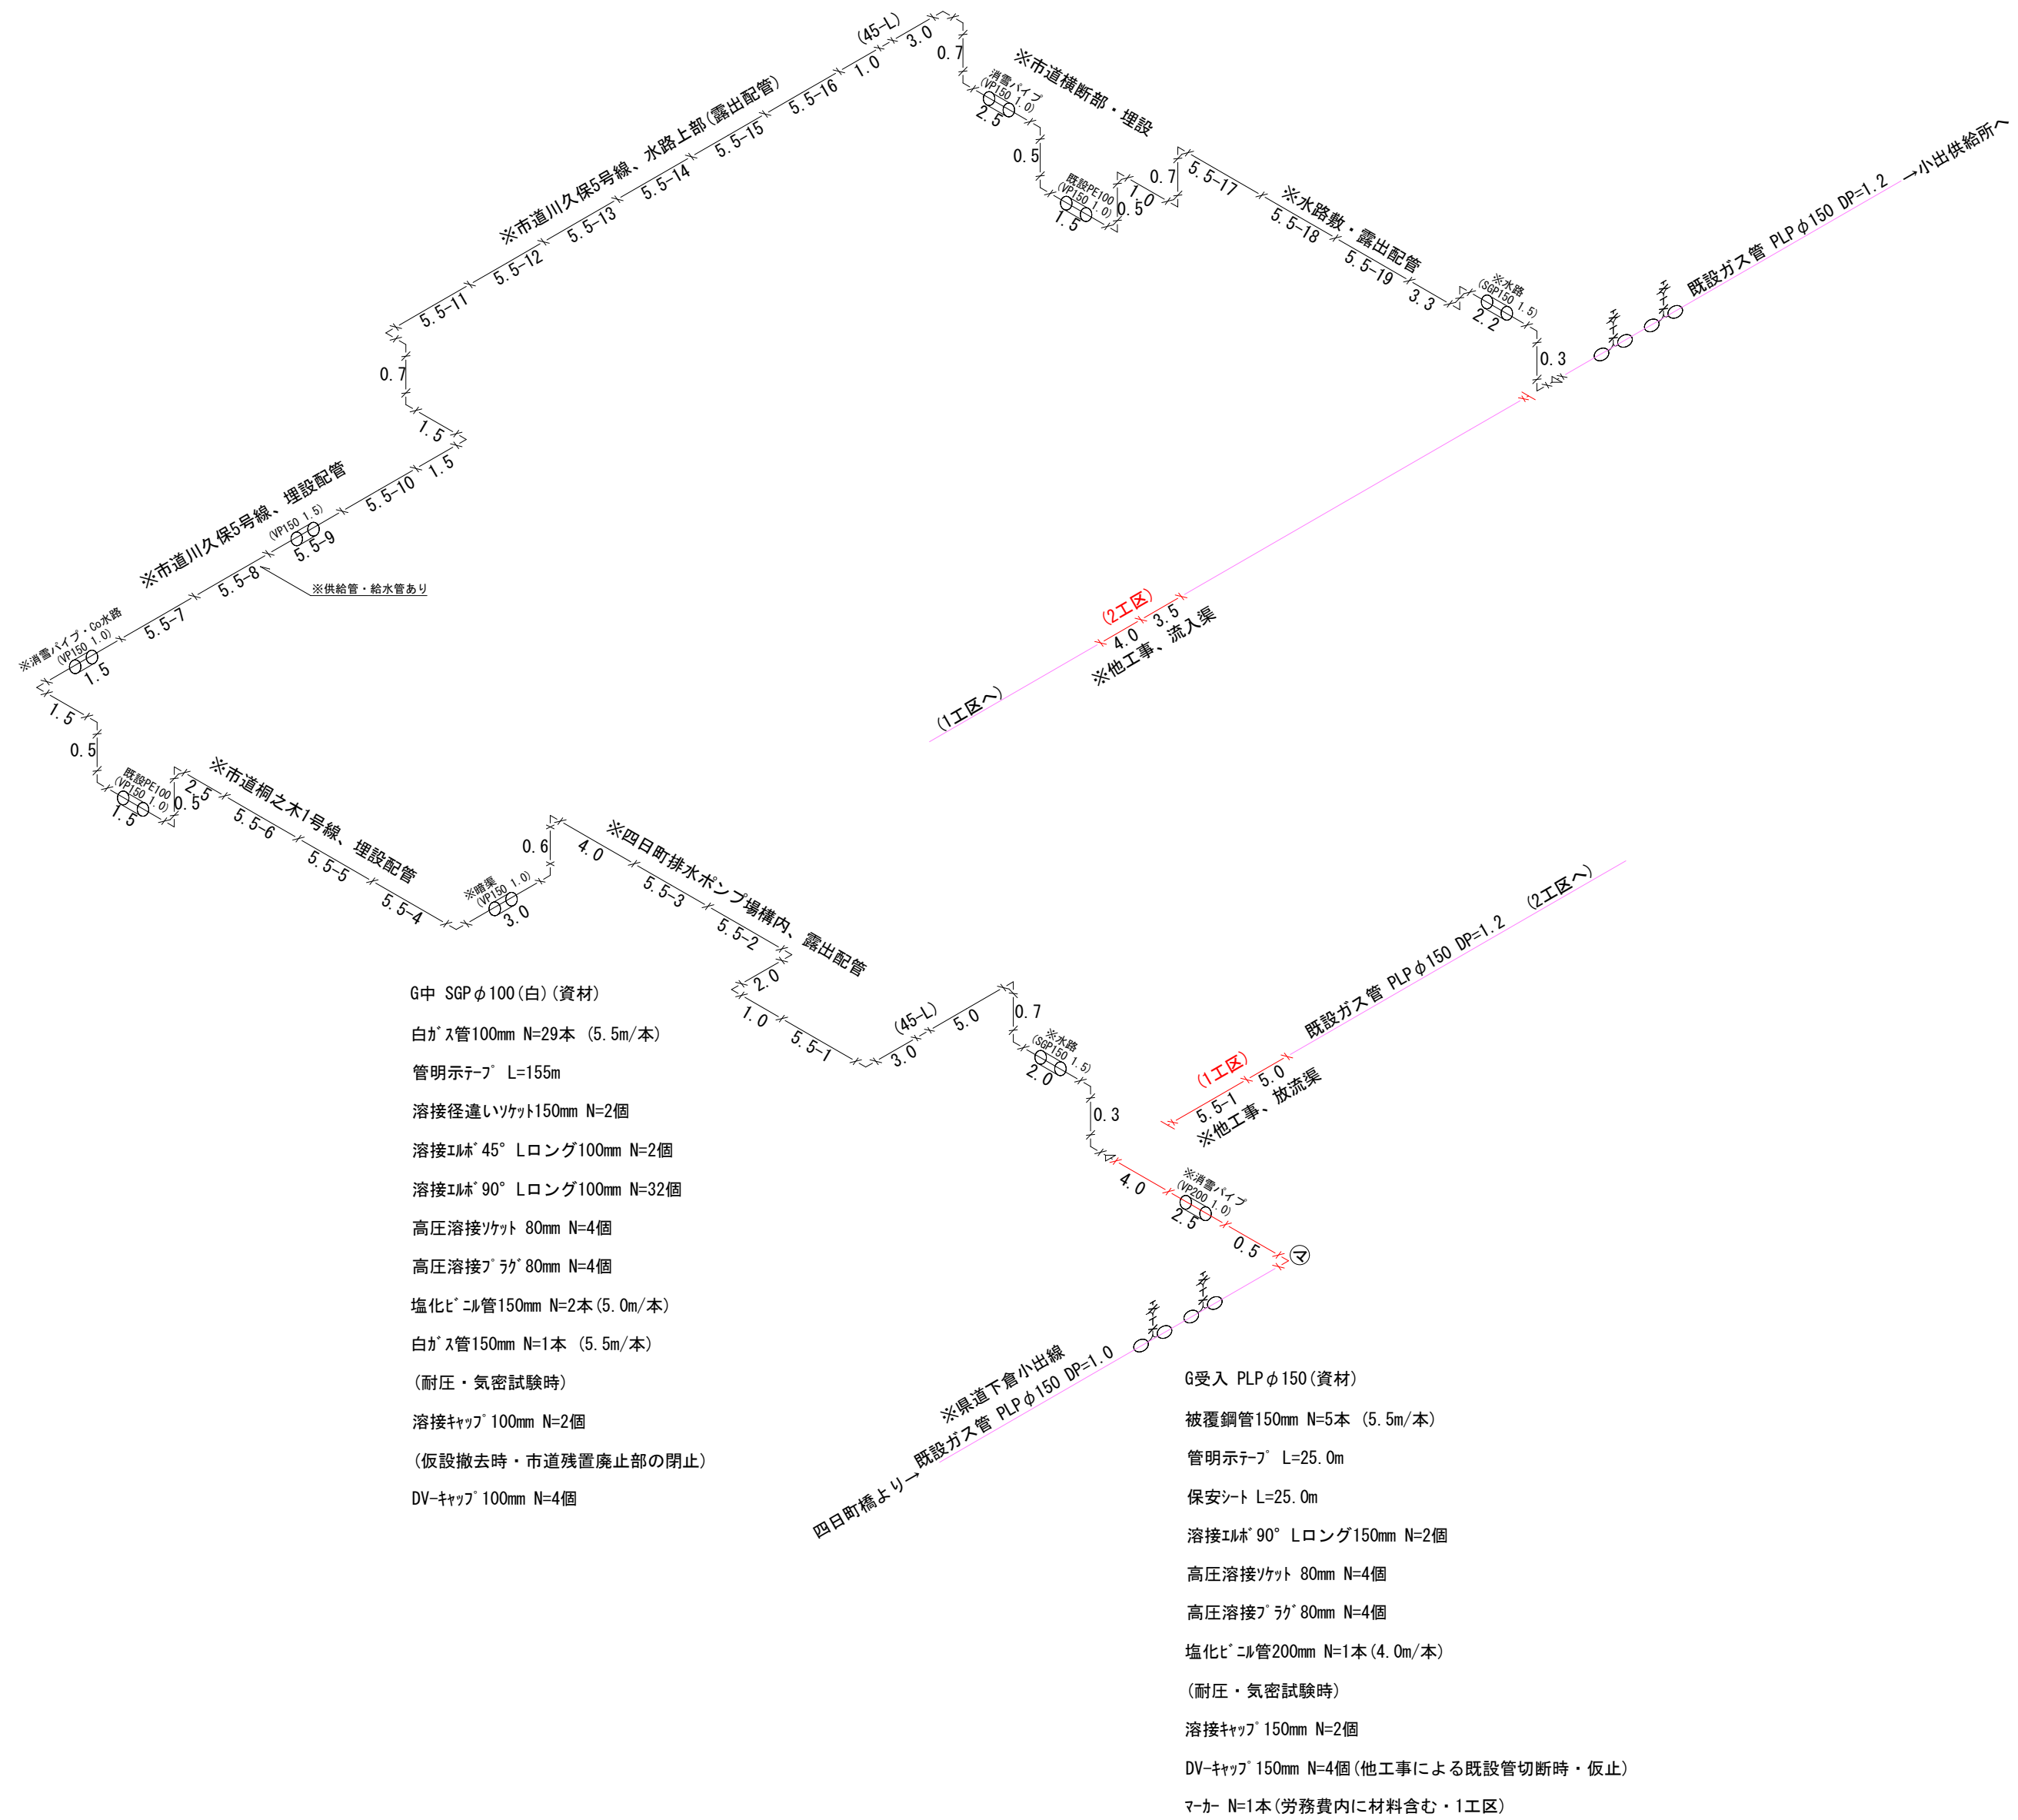 (45-L)
3.0
1.0
5.5-16
5.5-15
5.5-14
5.5-13
5.5-12
5.5-11
※市道川久保5号線、水路上部(露出配管)
0.7
消雪パイプ
(VP150 1.0)
2.5
※市道横断部・埋設
0.5
既設PE100
(VP150 1.0)
1.5
0.5
1.0
0.7
5.5-17
※水路敷・露出配管
5.5-18
5.5-19
3.3
※水路
(SGP150 1.5)
2.2
0.3
既設ガス管 PLPφ150 DP=1.2
→小出供給所へ
0.7
1.5
1.5
5.5-10
※市道川久保5号線、埋設配管
(VP150 1.5)
5.5-9
5.5-8
※供給管・給水管あり
5.5-7
※消雪パイプ・Co水路
(VP150 1.0)
1.5
1.5
0.5
既設PE100
(VP150 1.0)
1.5
0.5
2.5
※市道桐之木1号線、埋設配管
5.5-6
5.5-5
5.5-4
※暗渠
(VP150 1.0)
3.0
0.6
4.0
※四日町排水ポンプ場構内、露出配管
5.5-3
5.5-2
2.0
1.0
5.5-1
3.0
(45-L)
5.0
0.7
※水路
(SGP150 1.5)
2.0
0.3
(2工区)
4.0
3.5
※他工事、流入渠
(1工区へ)
(2工区へ)
既設ガス管 PLPφ150 DP=1.2
(1工区)
5.5-1
5.0
※他工事、放流渠
4.0
※消雪パイプ
(VP200 1.0)
2.5
0.5
マ
※県道下倉小出線
既設ガス管 PLPφ150 DP=1.0
四日町橋より→
G中 SGPφ100(白)(資材)
白ｶﾞｽ管100mm N=29本 (5.5m/本)
管明示ﾃｰﾌﾟ L=155m
溶接径違いｿｹｯﾄ150mm N=2個
溶接ｴﾙﾎﾞ45° Lロング100mm N=2個
溶接ｴﾙﾎﾞ90° Lロング100mm N=32個
高圧溶接ｿｹｯﾄ 80mm N=4個
高圧溶接ﾌﾟﾗｸﾞ80mm N=4個
塩化ﾋﾞﾆﾙ管150mm N=2本(5.0m/本)
白ｶﾞｽ管150mm N=1本 (5.5m/本)
(耐圧・気密試験時)
溶接ｷｬｯﾌﾟ100mm N=2個
(仮設撤去時・市道残置廃止部の閉止)
DV-ｷｬｯﾌﾟ100mm N=4個
G受入 PLPφ150(資材)
被覆鋼管150mm N=5本 (5.5m/本)
管明示ﾃｰﾌﾟ L=25.0m
保安ｼｰﾄ L=25.0m
溶接ｴﾙﾎﾞ90° Lロング150mm N=2個
高圧溶接ｿｹｯﾄ 80mm N=4個
高圧溶接ﾌﾟﾗｸﾞ80mm N=4個
塩化ﾋﾞﾆﾙ管200mm N=1本(4.0m/本)
(耐圧・気密試験時)
溶接ｷｬｯﾌﾟ150mm N=2個
DV-ｷｬｯﾌﾟ150mm N=4個(他工事による既設管切断時・仮止)
ﾏｰｶｰ N=1本(労務費内に材料含む・1工区)